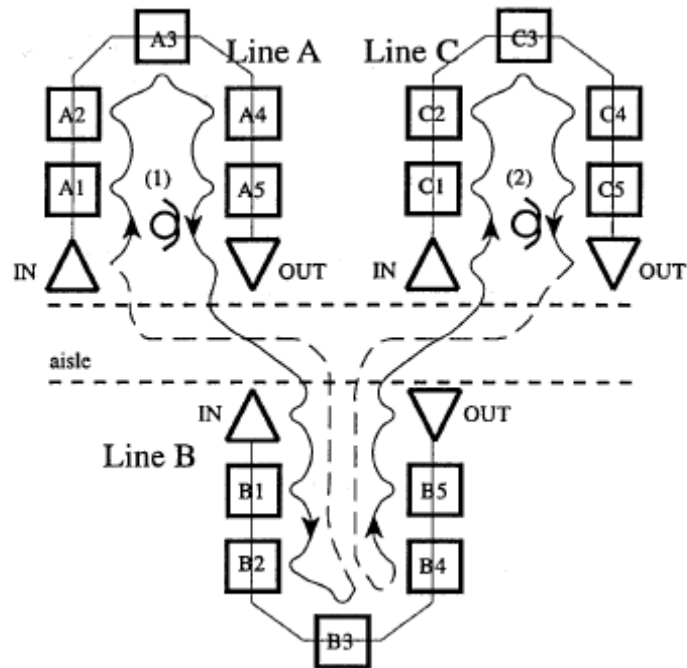 A3 Line A Line C C3
A2 A4 C2 C4
A1 (1) A5 C1 (2) C5
IN OUT IN OUT
aisle
IN OUT
Line B
B1 B5
B2 B4
B3